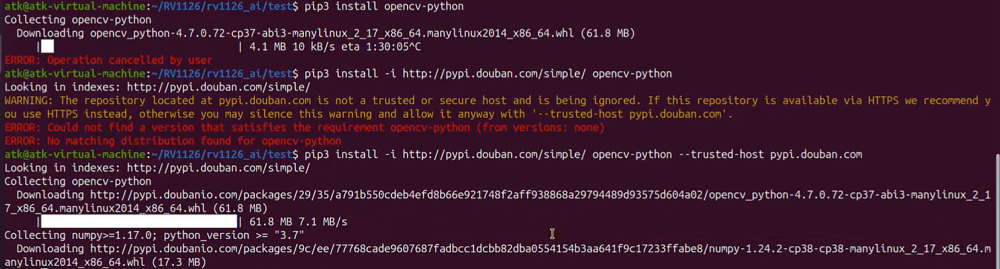 atk@atk-virtual-machine:~/RV1126/rv1126_ai/test$ pip3 install opencv-python
Collecting opencv-python
  Downloading opencv_python-4.7.0.72-cp37-abi3-manylinux_2_17_x86_64.manylinux2014_x86_64.whl (61.8 MB)
     |                                | 4.1 MB 10 kB/s eta 1:30:05^C
ERROR: Operation cancelled by user
atk@atk-virtual-machine:~/RV1126/rv1126_ai/test$ pip3 install -i http://pypi.douban.com/simple/ opencv-python
Looking in indexes: http://pypi.douban.com/simple/
WARNING: The repository located at pypi.douban.com is not a trusted or secure host and is being ignored. If this repository is available via HTTPS we recommend y
ou use HTTPS instead, otherwise you may silence this warning and allow it anyway with '--trusted-host pypi.douban.com'.
ERROR: Could not find a version that satisfies the requirement opencv-python (from versions: none)
ERROR: No matching distribution found for opencv-python
atk@atk-virtual-machine:~/RV1126/rv1126_ai/test$ pip3 install -i http://pypi.douban.com/simple/ opencv-python --trusted-host pypi.douban.com
Looking in indexes: http://pypi.douban.com/simple/
Collecting opencv-python
  Downloading http://pypi.doubanio.com/packages/29/35/a791b550cdeb4efd8b66e921748f2aff938868a29794489d93575d604a02/opencv_python-4.7.0.72-cp37-abi3-manylinux_2_1
7_x86_64.manylinux2014_x86_64.whl (61.8 MB)
     |                                | 61.8 MB 7.1 MB/s
Collecting numpy>=1.17.0; python_version >= "3.7"
  Downloading http://pypi.doubanio.com/packages/9c/ee/77768cade9607687fadbcc1dcbb82dba0554154b3aa641f9c17233ffabe8/numpy-1.24.2-cp38-cp38-manylinux_2_17_x86_64.m
anylinux2014_x86_64.whl (17.3 MB)